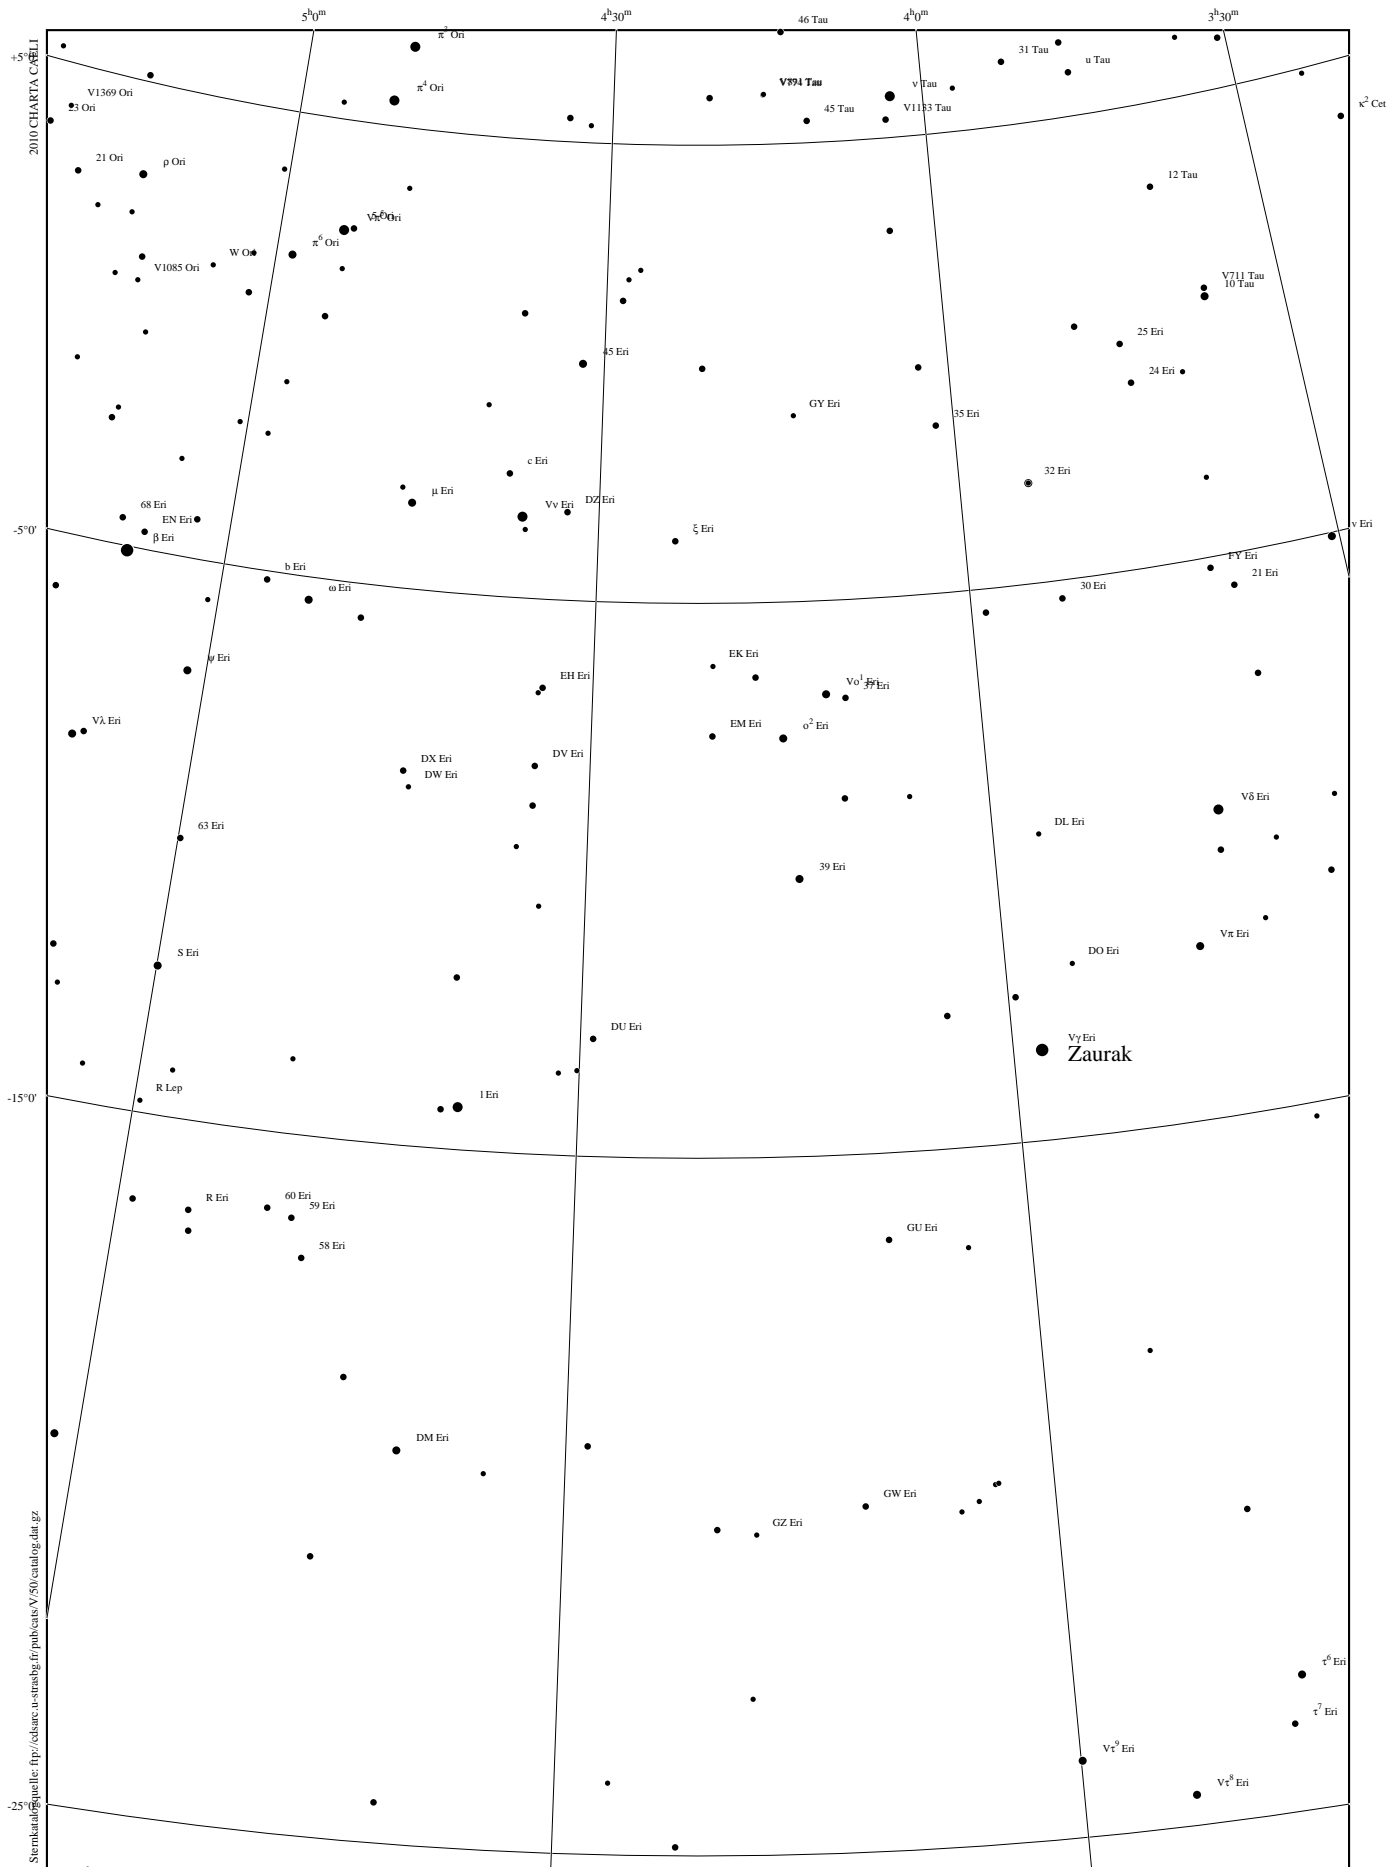 5h0m
4h30m
4h0m
3h30m
46 Tau
π3 Ori
31 Tau
u Tau
+5°0'
2010 CHARTA CAELI
V1369 Ori
π4 Ori
ν Tau
κ2 Cet
23 Ori
45 Tau
V1133 Tau
21 Ori
ρ Ori
12 Tau
π6 Ori
W Ori
V1085 Ori
V711 Tau
10 Tau
25 Eri
45 Eri
24 Eri
GY Eri
35 Eri
c Eri
32 Eri
μ Eri
68 Eri
Vν Eri
DZ Eri
EN Eri
ν Eri
-5°0'
β Eri
ξ Eri
FY Eri
b Eri
21 Eri
ω Eri
30 Eri
ψ Eri
EK Eri
EH Eri
Vο1 Eri
37 Eri
Vλ Eri
EM Eri
ο2 Eri
DX Eri
DV Eri
DW Eri
Vδ Eri
63 Eri
DL Eri
39 Eri
Vπ Eri
S Eri
DO Eri
DU Eri
Vγ Eri
Zaurak
R Lep
l Eri
-15°0'
60 Eri
R Eri
59 Eri
GU Eri
58 Eri
DM Eri
GW Eri
GZ Eri
τ6 Eri
τ7 Eri
Vτ9 Eri
Vτ8 Eri
-25°0'
Sternkatalogquelle: ftp://cdsarc.u-strasbg.fr/pub/cats/V/50/catalog.dat.gz